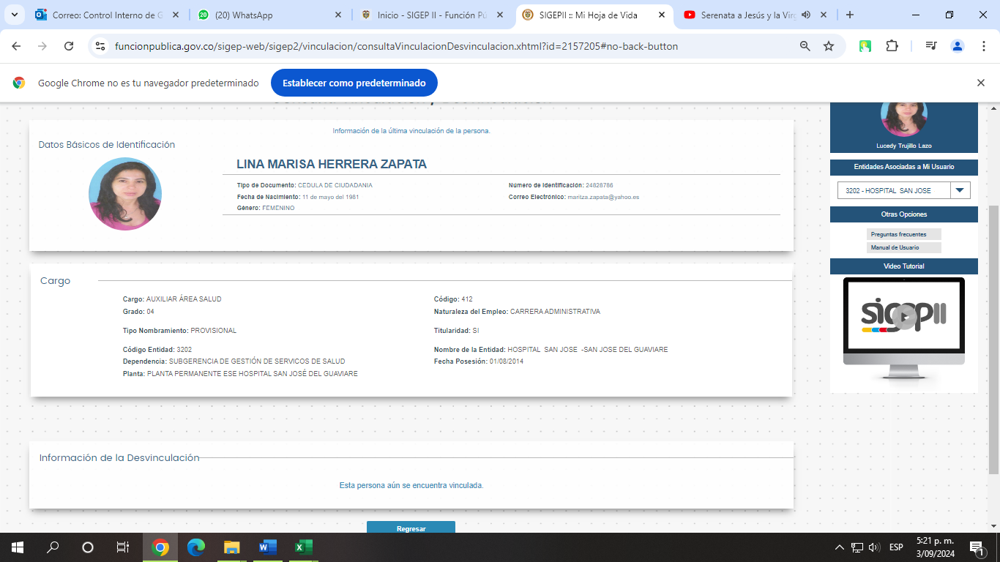 Correo: Control Interno de G
(20) WhatsApp
Inicio - SIGEP II - Función Pú
SIGEPII :: Mi Hoja de Vida
Serenata a Jesús y la Virg
funcionpublica.gov.co/sigep-web/sigep2/vinculacion/consultaVinculacionDesvinculacion.xhtml?id=2157205#no-back-button
Google Chrome no es tu navegador predeterminado
Establecer como predeterminado
Información de la última vinculación de la persona.
Datos Básicos de Identificación
LINA MARISA HERRERA ZAPATA
Tipo de Documento: CEDULA DE CIUDADANIA
Número de Identificación: 24828766
Fecha de Nacimiento: 11 de mayo del 1981
Correo Electrónico: maritza.zapata@yahoo.es
Género: FEMENINO
Cargo
Cargo: AUXILIAR ÁREA SALUD
Código: 412
Grado: 04
Naturaleza del Empleo: CARRERA ADMINISTRATIVA
Tipo Nombramiento: PROVISIONAL
Titularidad: SI
Código Entidad: 3202
Nombre de la Entidad: HOSPITAL SAN JOSE -SAN JOSE DEL GUAVIARE
Dependencia: SUBGERENCIA DE GESTIÓN DE SERVICOS DE SALUD
Fecha Posesión: 01/08/2014
Planta: PLANTA PERMANENTE ESE HOSPITAL SAN JOSÉ DEL GUAVIARE
Información de la Desvinculación
Esta persona aún se encuentra vinculada.
Regresar
Lucedy Trujillo Lazo
Entidades Asociadas a Mi Usuario
3202 - HOSPITAL SAN JOSE
Otras Opciones
Preguntas frecuentes
Manual de Usuario
Video Tutorial
sigepII
ESP
5:21 p. m.
3/09/2024
1